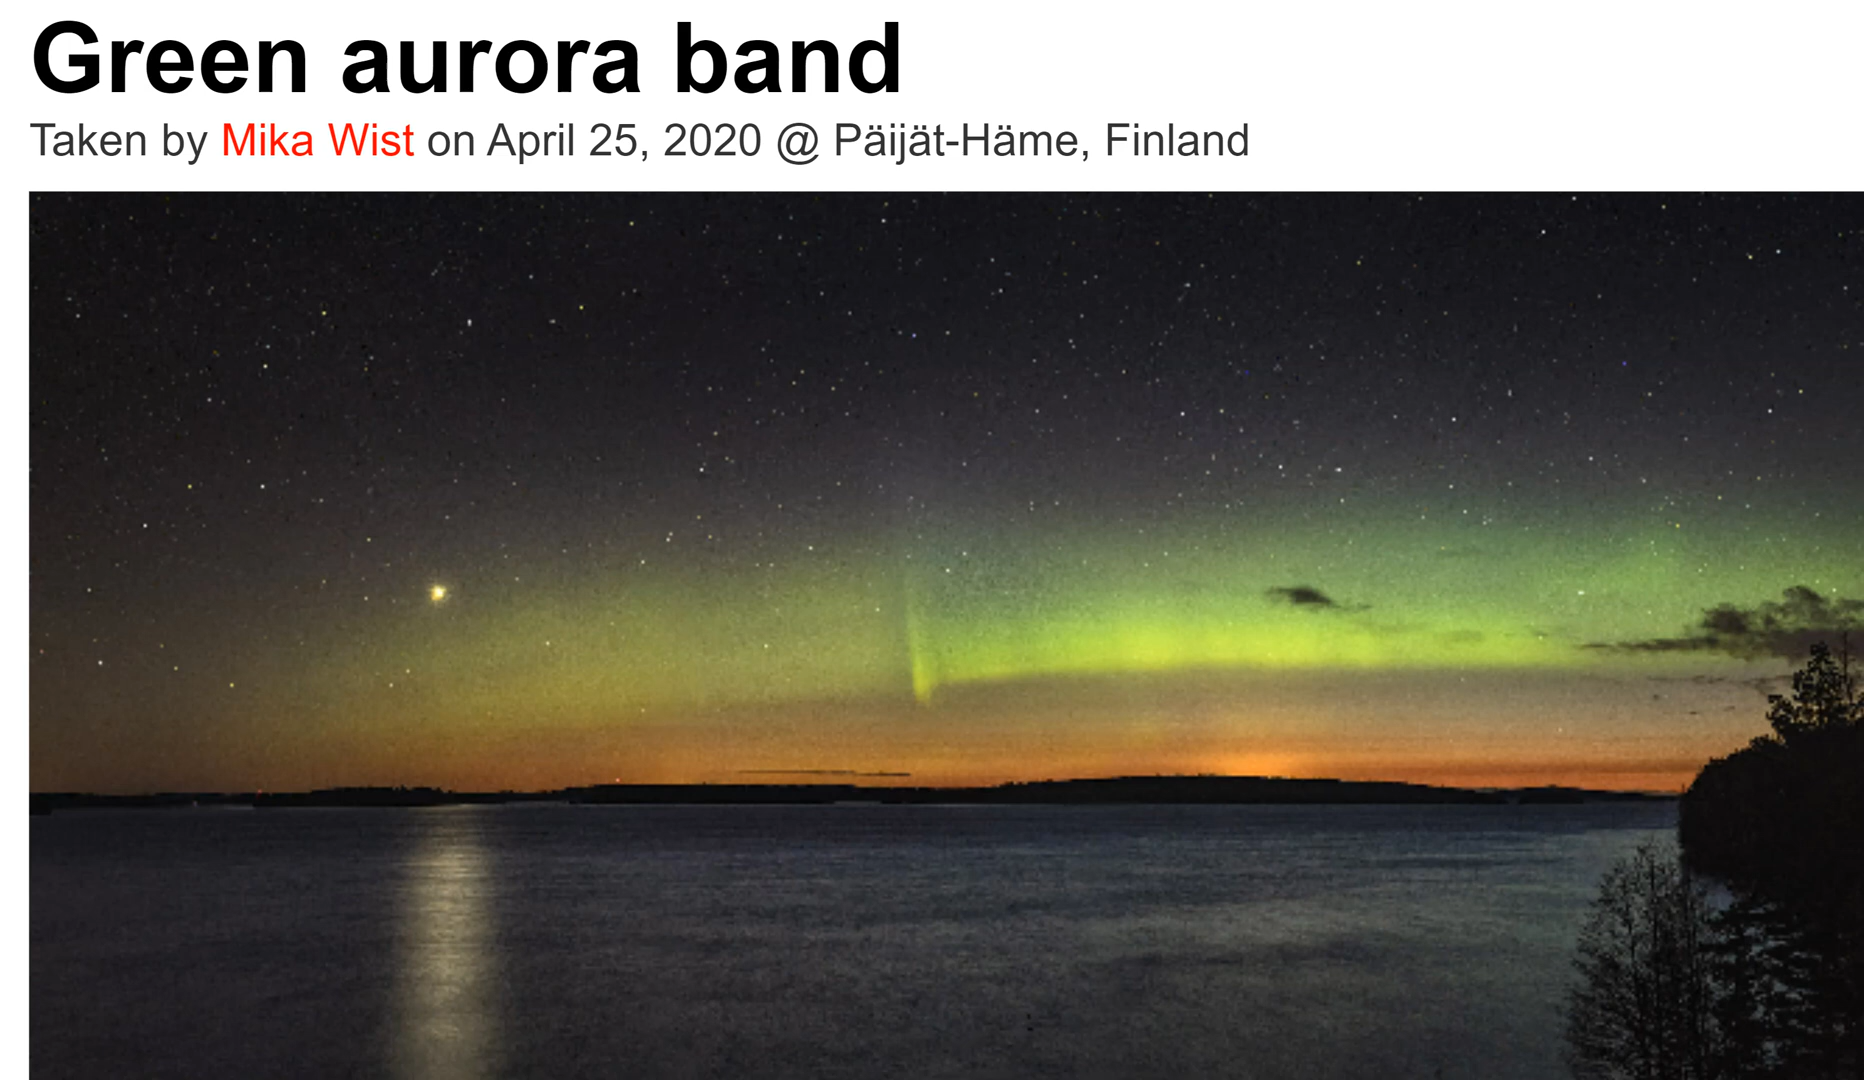 Green aurora band
Taken by Mika Wist on April 25, 2020 @ Päijät-Häme, Finland